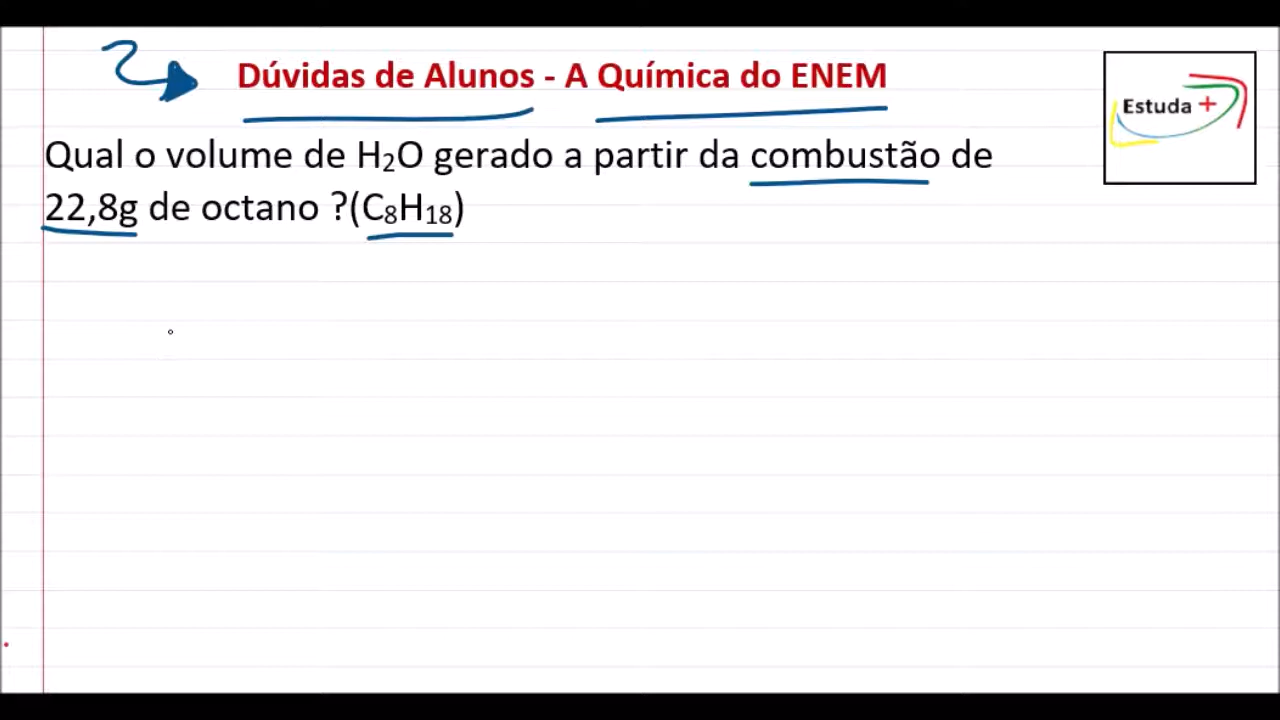 Dúvidas de Alunos - A Química do ENEM
Estuda +
Qual o volume de H₂O gerado a partir da combustão de
22,8g de octano ?(C₈H₁₈)